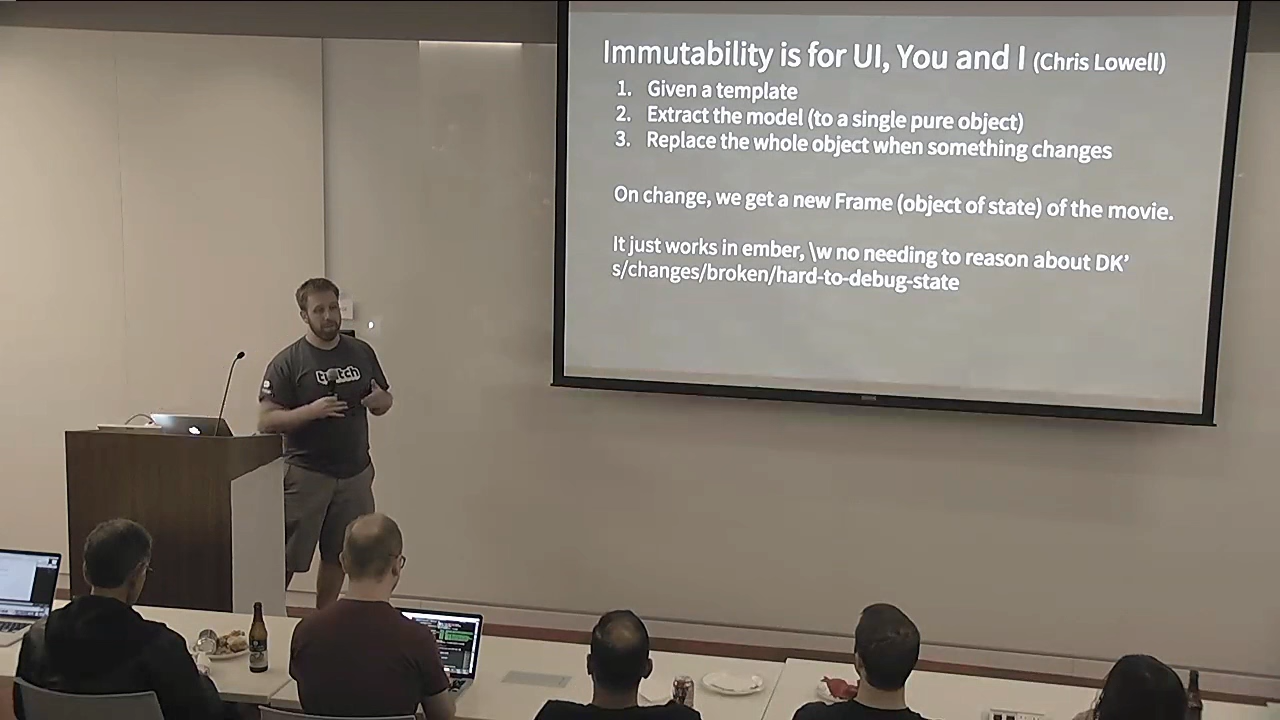 Immutability is for UI, You and I (Chris Lowell)
1. Given a template
2. Extract the model (to a single pure object)
3. Replace the whole object when something changes
On change, we get a new Frame (object of state) of the movie.
It just works in ember, \w no needing to reason about DK'
s/changes/broken/hard-to-debug-state
twitch